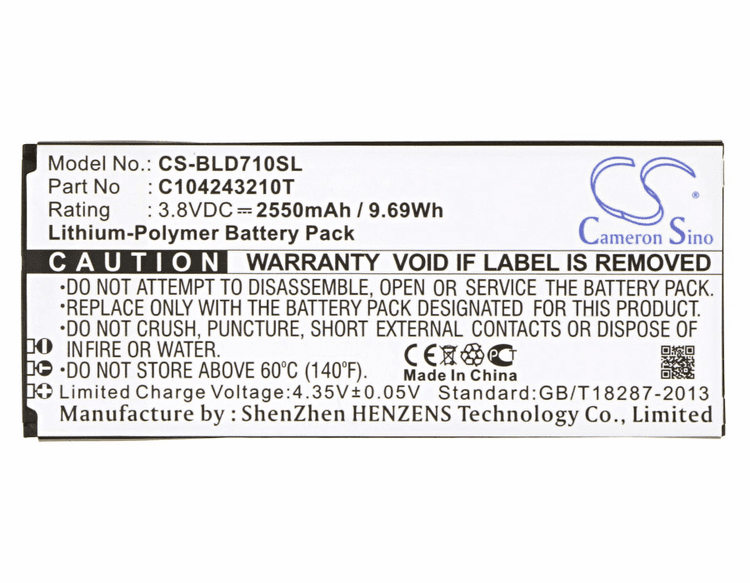 Model No.: CS-BLD710SL
Part No : C104243210T
Rating : 3.8VDC⎓2550mAh / 9.69Wh
Lithium-Polymer Battery Pack
Cameron Sino
CAUTION WARRANTY VOID IF LABEL IS REMOVED
•DO NOT ATTEMPT TO DISASSEMBLE, OPEN OR SERVICE THE BATTERY PACK.
•REPLACE ONLY WITH THE BATTERY PACK DESIGNATED FOR THIS PRODUCT.
•DO NOT CRUSH, PUNCTURE, SHORT EXTERNAL CONTACTS OR DISPOSE OF
INFIRE OR WATER.
•DO NOT STORE ABOVE 60°C (140°F).
CE
Made In China
Limited Charge Voltage:4.35V±0.05V Standard:GB/T18287-2013
Manufacture by : ShenZhen HENZENS Technology Co., Limited